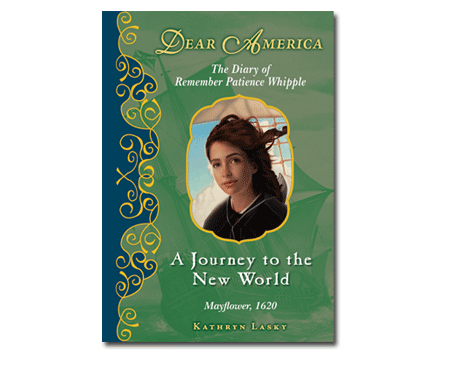 Dear America
The Diary of
Remember Patience Whipple
A Journey to the
New World
Mayflower, 1620
Kathryn Lasky